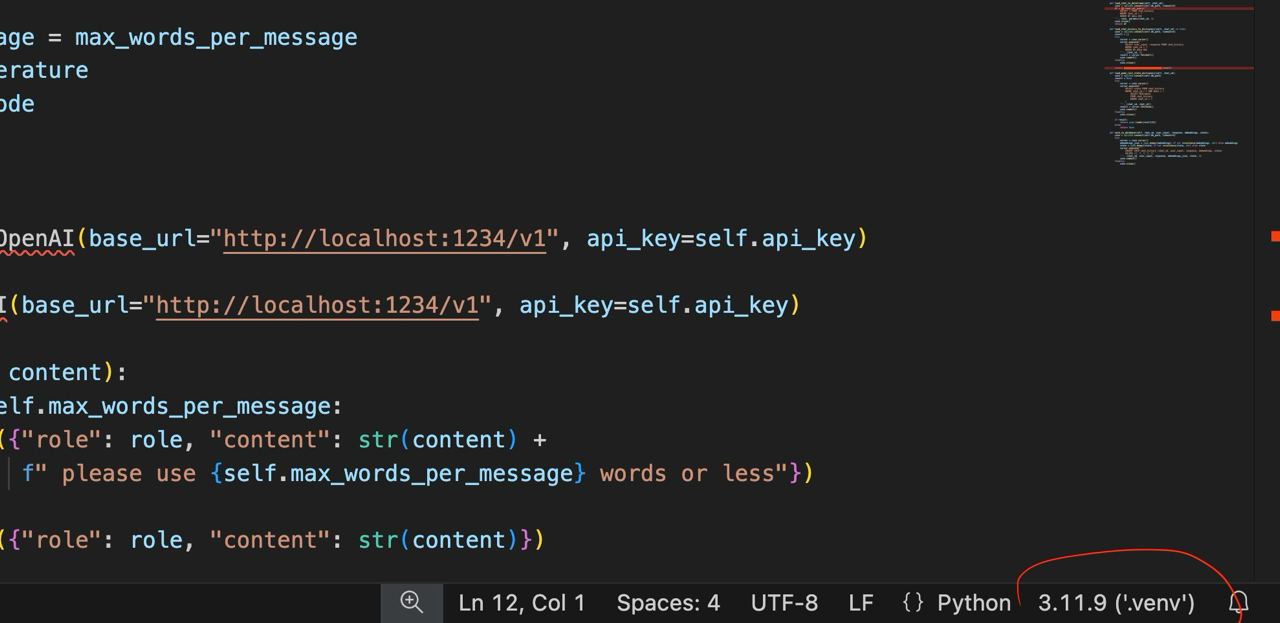 age = max_words_per_message
erature
ode
OpenAI(base_url="http://localhost:1234/v1", api_key=self.api_key)
I(base_url="http://localhost:1234/v1", api_key=self.api_key)
content):
elf.max_words_per_message:
({"role": role, "content": str(content) +
f" please use {self.max_words_per_message} words or less"})
({"role": role, "content": str(content)})
Ln 12, Col 1 Spaces: 4 UTF-8 LF {} Python 3.11.9 ('.venv')